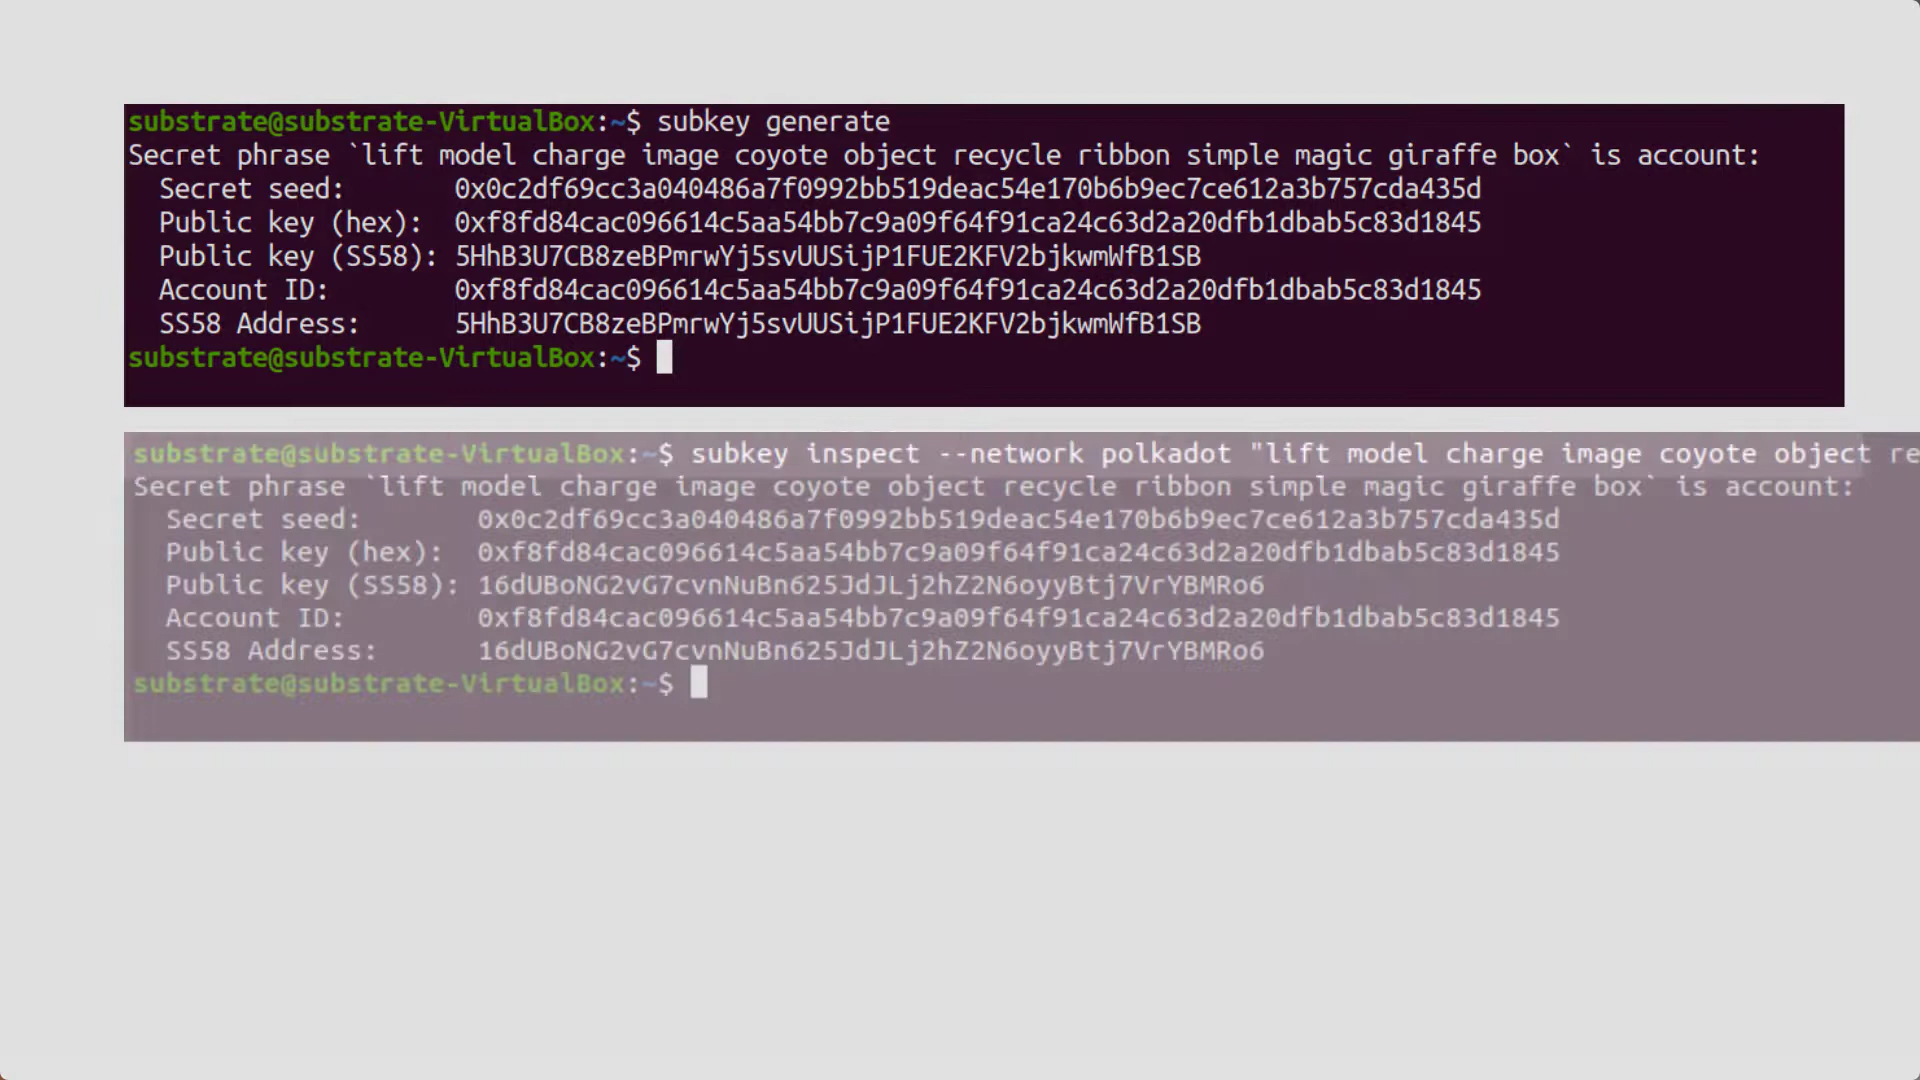 substrate@substrate-VirtualBox:~$ subkey generate
Secret phrase `lift model charge image coyote object recycle ribbon simple magic giraffe box` is account:
Secret seed: 0x0c2df69cc3a040486a7f0992bb519deac54e170b6b9ec7ce612a3b757cda435d
Public key (hex): 0xf8fd84cac096614c5aa54bb7c9a09f64f91ca24c63d2a20dfb1dbab5c83d1845
Public key (SS58): 5HhB3U7CB8zeBPmrwYj5svUUSijP1FUE2KFV2bjkwmWfB1SB
Account ID: 0xf8fd84cac096614c5aa54bb7c9a09f64f91ca24c63d2a20dfb1dbab5c83d1845
SS58 Address: 5HhB3U7CB8zeBPmrwYj5svUUSijP1FUE2KFV2bjkwmWfB1SB
substrate@substrate-VirtualBox:~$
substrate@substrate-VirtualBox:~$ subkey inspect --network polkadot "lift model charge image coyote object re
Secret phrase `lift model charge image coyote object recycle ribbon simple magic giraffe box` is account:
Secret seed: 0x0c2df69cc3a040486a7f0992bb519deac54e170b6b9ec7ce612a3b757cda435d
Public key (hex): 0xf8fd84cac096614c5aa54bb7c9a09f64f91ca24c63d2a20dfb1dbab5c83d1845
Public key (SS58): 16dUBoNG2vG7cvnNuBn625JdJLj2hZ2N6oyyBtj7VrYBMRo6
Account ID: 0xf8fd84cac096614c5aa54bb7c9a09f64f91ca24c63d2a20dfb1dbab5c83d1845
SS58 Address: 16dUBoNG2vG7cvnNuBn625JdJLj2hZ2N6oyyBtj7VrYBMRo6
substrate@substrate-VirtualBox:~$